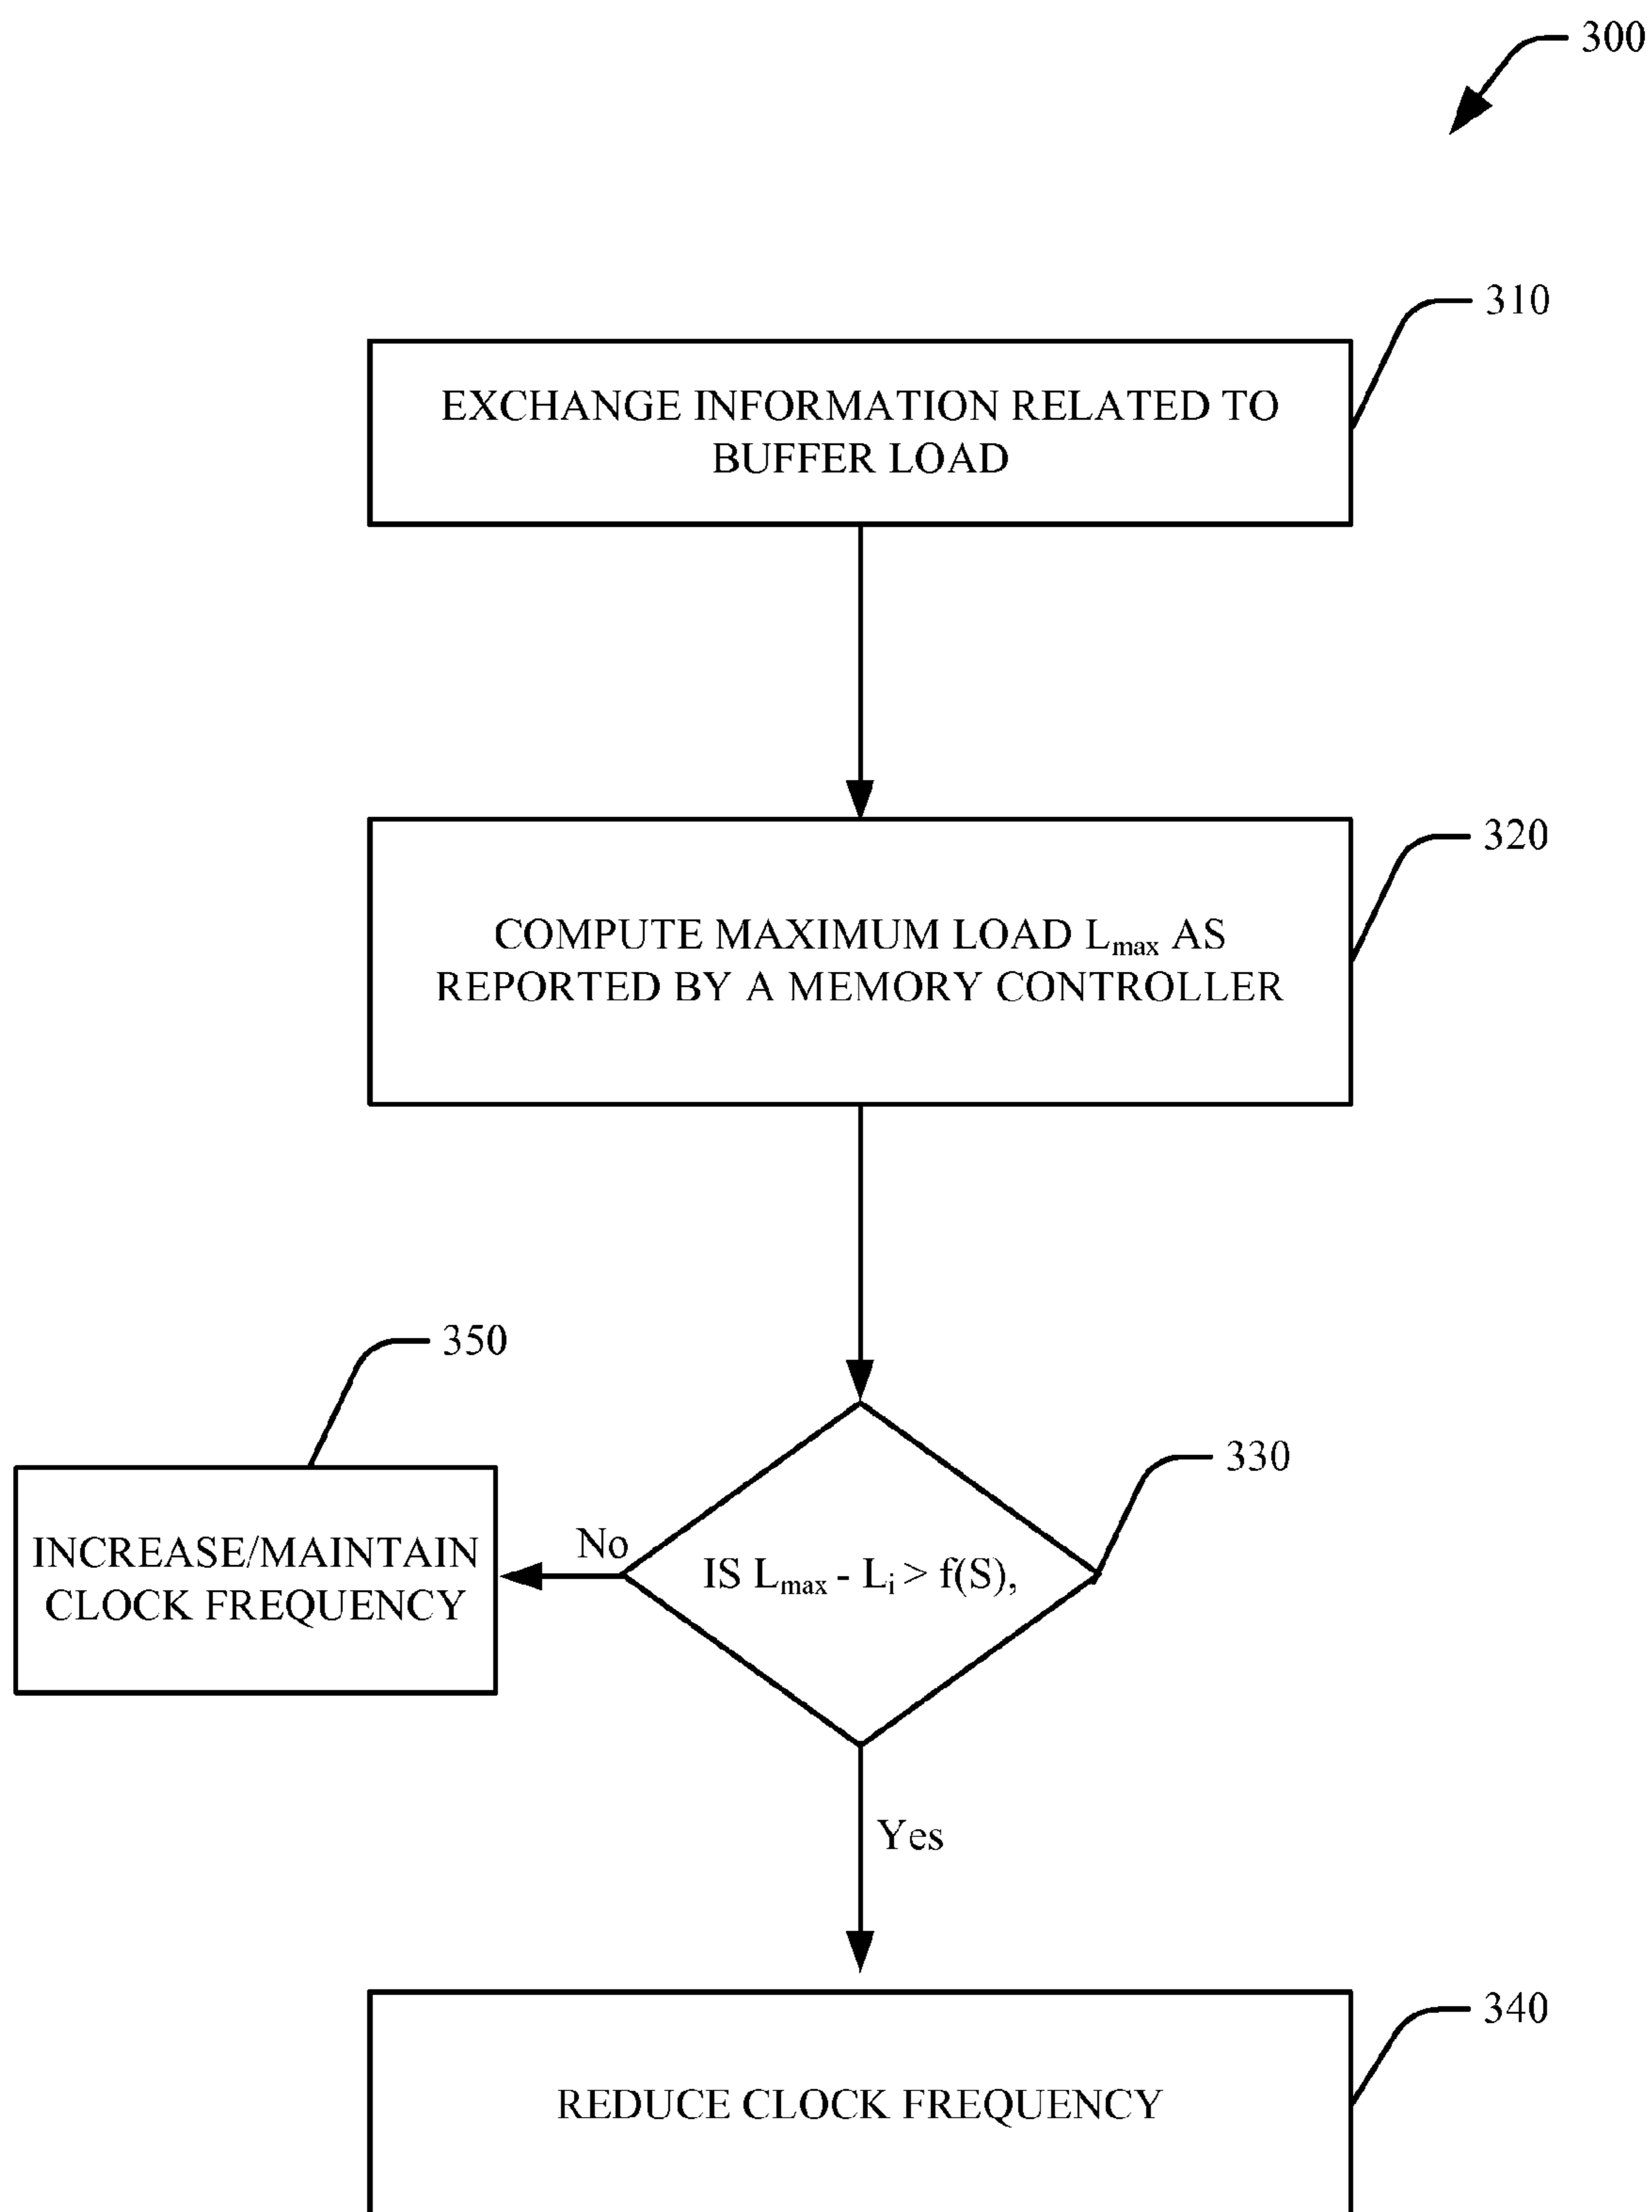 300
310
EXCHANGE INFORMATION RELATED TO
BUFFER LOAD
320
COMPUTE MAXIMUM LOAD Lmax AS
REPORTED BY A MEMORY CONTROLLER
350
330
INCREASE/MAINTAIN
CLOCK FREQUENCY
No
IS Lmax - Li > f(S),
Yes
340
REDUCE CLOCK FREQUENCY